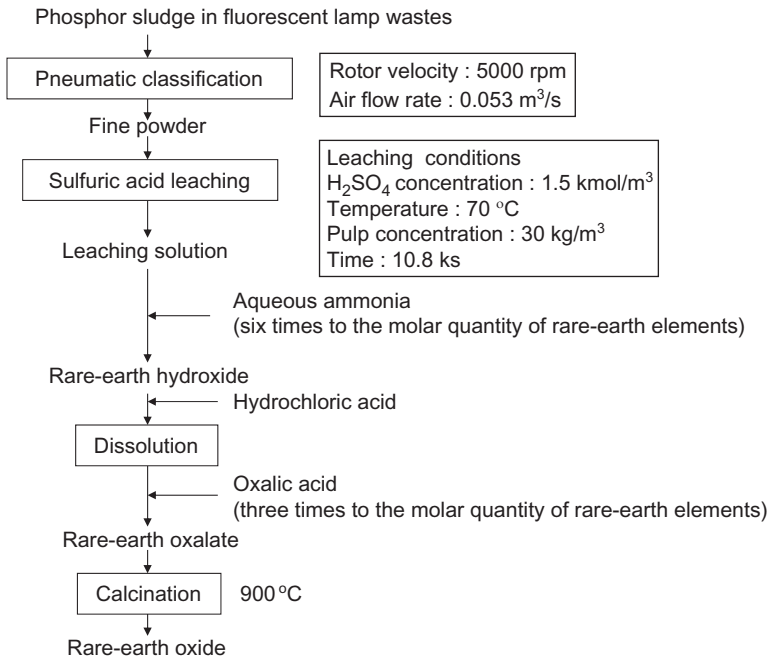 Phosphor sludge in fluorescent lamp wastes
Pneumatic classification
Rotor velocity : 5000 rpm
Air flow rate : 0.053 m³/s
Fine powder
Sulfuric acid leaching
Leaching conditions
H₂SO₄ concentration : 1.5 kmol/m³
Temperature : 70 °C
Pulp concentration : 30 kg/m³
Time : 10.8 ks
Leaching solution
Aqueous ammonia
(six times to the molar quantity of rare-earth elements)
Rare-earth hydroxide
Hydrochloric acid
Dissolution
Oxalic acid
(three times to the molar quantity of rare-earth elements)
Rare-earth oxalate
Calcination
900 °C
Rare-earth oxide